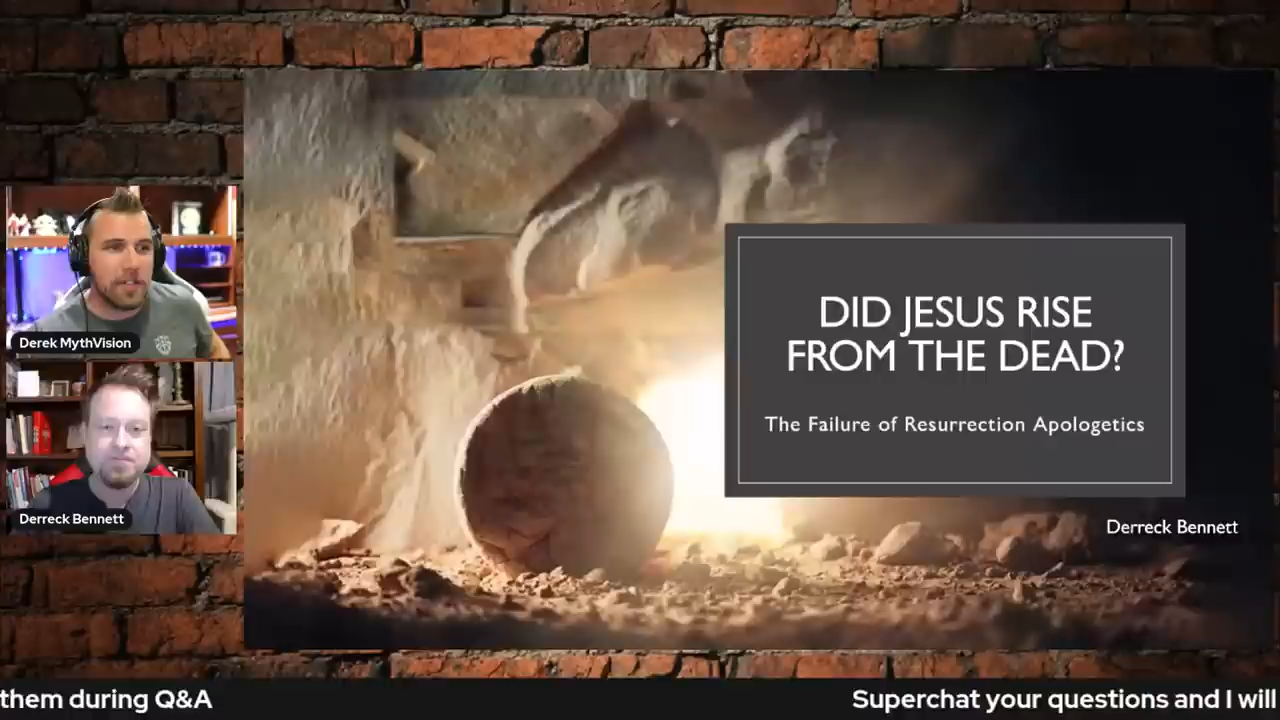 Derek MythVision
Derreck Bennett
DID JESUS RISE
FROM THE DEAD?
The Failure of Resurrection Apologetics
Derreck Bennett
them during Q&A
Superchat your questions and I will